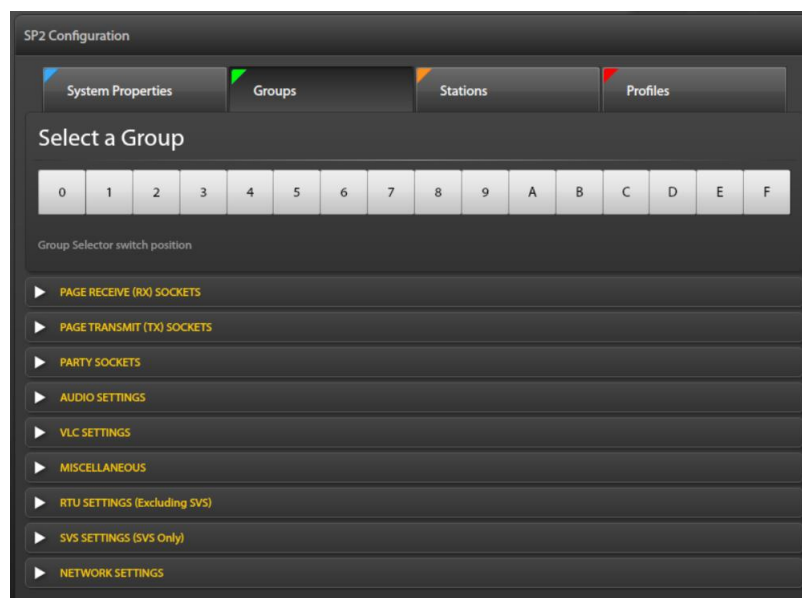 SP2 Configuration
System Properties Groups Stations Profiles
Select a Group
0 1 2 3 4 5 6 7 8 9 A B C D E F
Group Selector switch position
PAGE RECEIVE (RX) SOCKETS
PAGE TRANSMIT (TX) SOCKETS
PARTY SOCKETS
AUDIO SETTINGS
VLC SETTINGS
MISCELLANEOUS
RTU SETTINGS (Excluding SVS)
SVS SETTINGS (SVS Only)
NETWORK SETTINGS